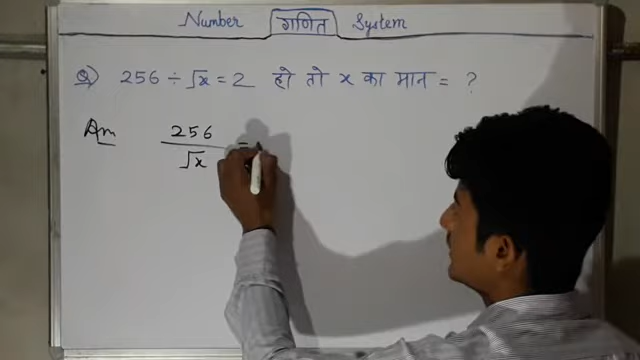 Number गणित System
Q) 256 ÷ √x = 2 हो तो x का मान = ?
Ans 256
√x =